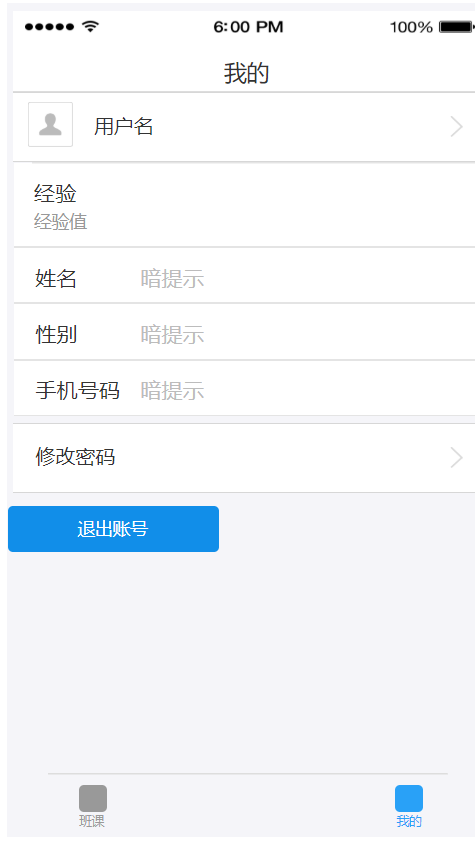 6:00 PM 100%
我的
用户名
经验
经验值
姓名 暗提示
性别 暗提示
手机号码 暗提示
修改密码
退出账号
班课 我的